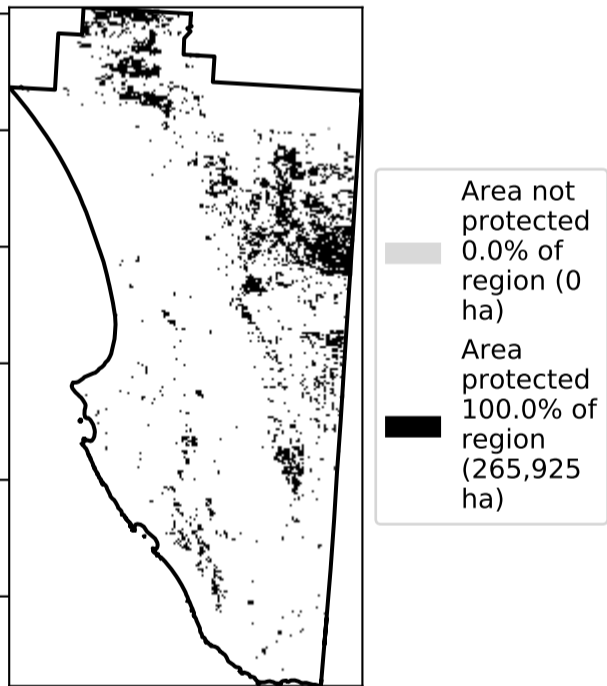 Area not
protected
0.0% of
region (0
ha)
Area
protected
100.0% of
region
(265,925
ha)